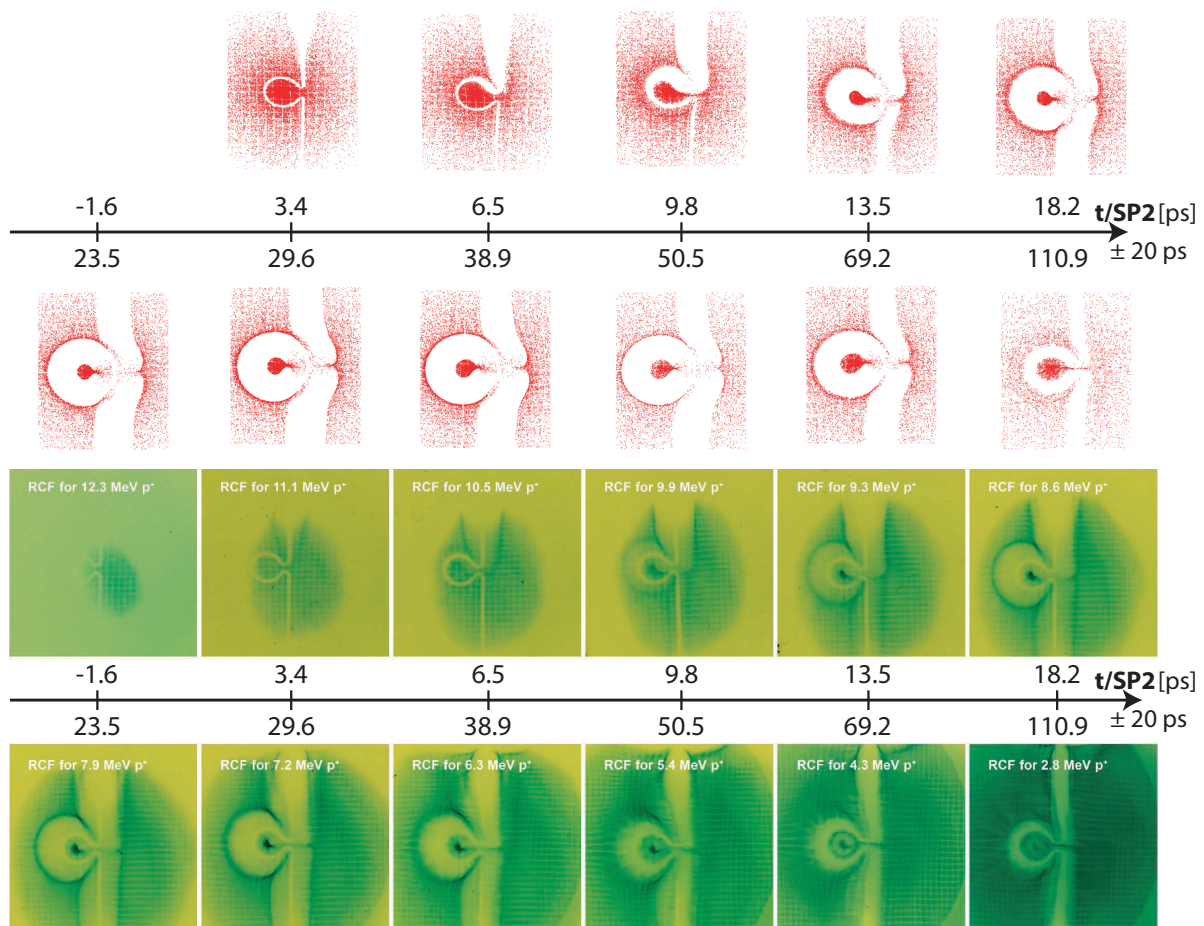 -1.6 3.4 6.5 9.8 13.5 18.2 t/SP2 [ps]
23.5 29.6 38.9 50.5 69.2 110.9 ± 20 ps
RCF for 12.3 MeV p⁺ RCF for 11.1 MeV p⁺ RCF for 10.5 MeV p⁺ RCF for 9.9 MeV p⁺ RCF for 9.3 MeV p⁺ RCF for 8.6 MeV p⁺
-1.6 3.4 6.5 9.8 13.5 18.2 t/SP2 [ps]
23.5 29.6 38.9 50.5 69.2 110.9 ± 20 ps
RCF for 7.9 MeV p⁺ RCF for 7.2 MeV p⁺ RCF for 6.3 MeV p⁺ RCF for 5.4 MeV p⁺ RCF for 4.3 MeV p⁺ RCF for 2.8 MeV p⁺